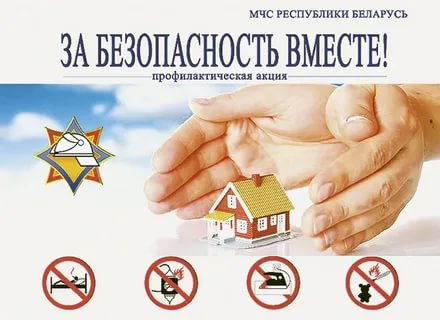 МЧС РЕСПУБЛИКИ БЕЛАРУСЬ
ЗА БЕЗОПАСНОСТЬ ВМЕСТЕ!
профилактическая акция